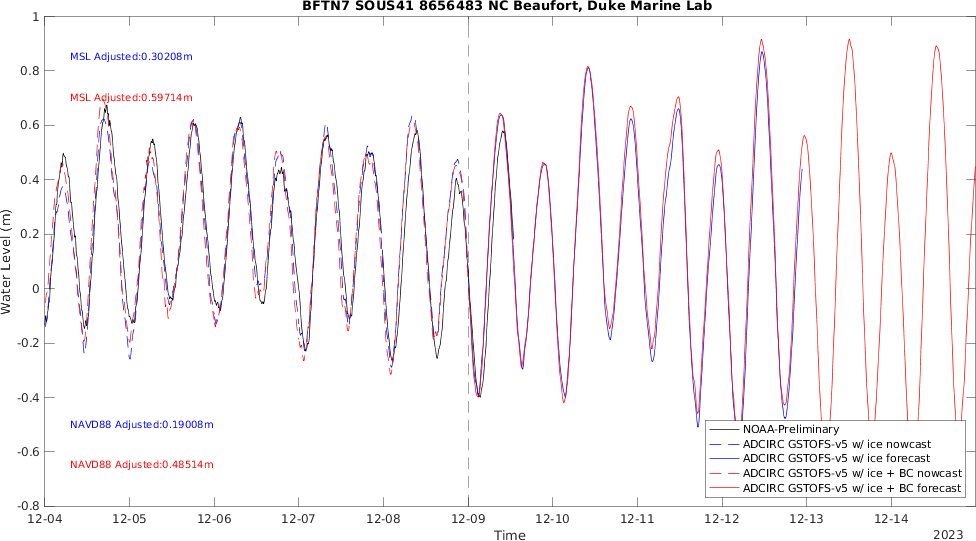 BFTN7 SOUS41 8656483 NC Beaufort, Duke Marine Lab
1
0.8
0.6
0.4
0.2
0
-0.2
-0.4
-0.6
-0.8
Water Level (m)
MSL Adjusted:0.30208m
MSL Adjusted:0.59714m
NAVD88 Adjusted:0.19008m
NAVD88 Adjusted:0.48514m
NOAA-Preliminary
ADCIRC GSTOFS-v5 w/ ice nowcast
ADCIRC GSTOFS-v5 w/ ice forecast
ADCIRC GSTOFS-v5 w/ ice + BC nowcast
ADCIRC GSTOFS-v5 w/ ice + BC forecast
12-04 12-05 12-06 12-07 12-08 12-09 12-10 12-11 12-12 12-13 12-14
Time
2023